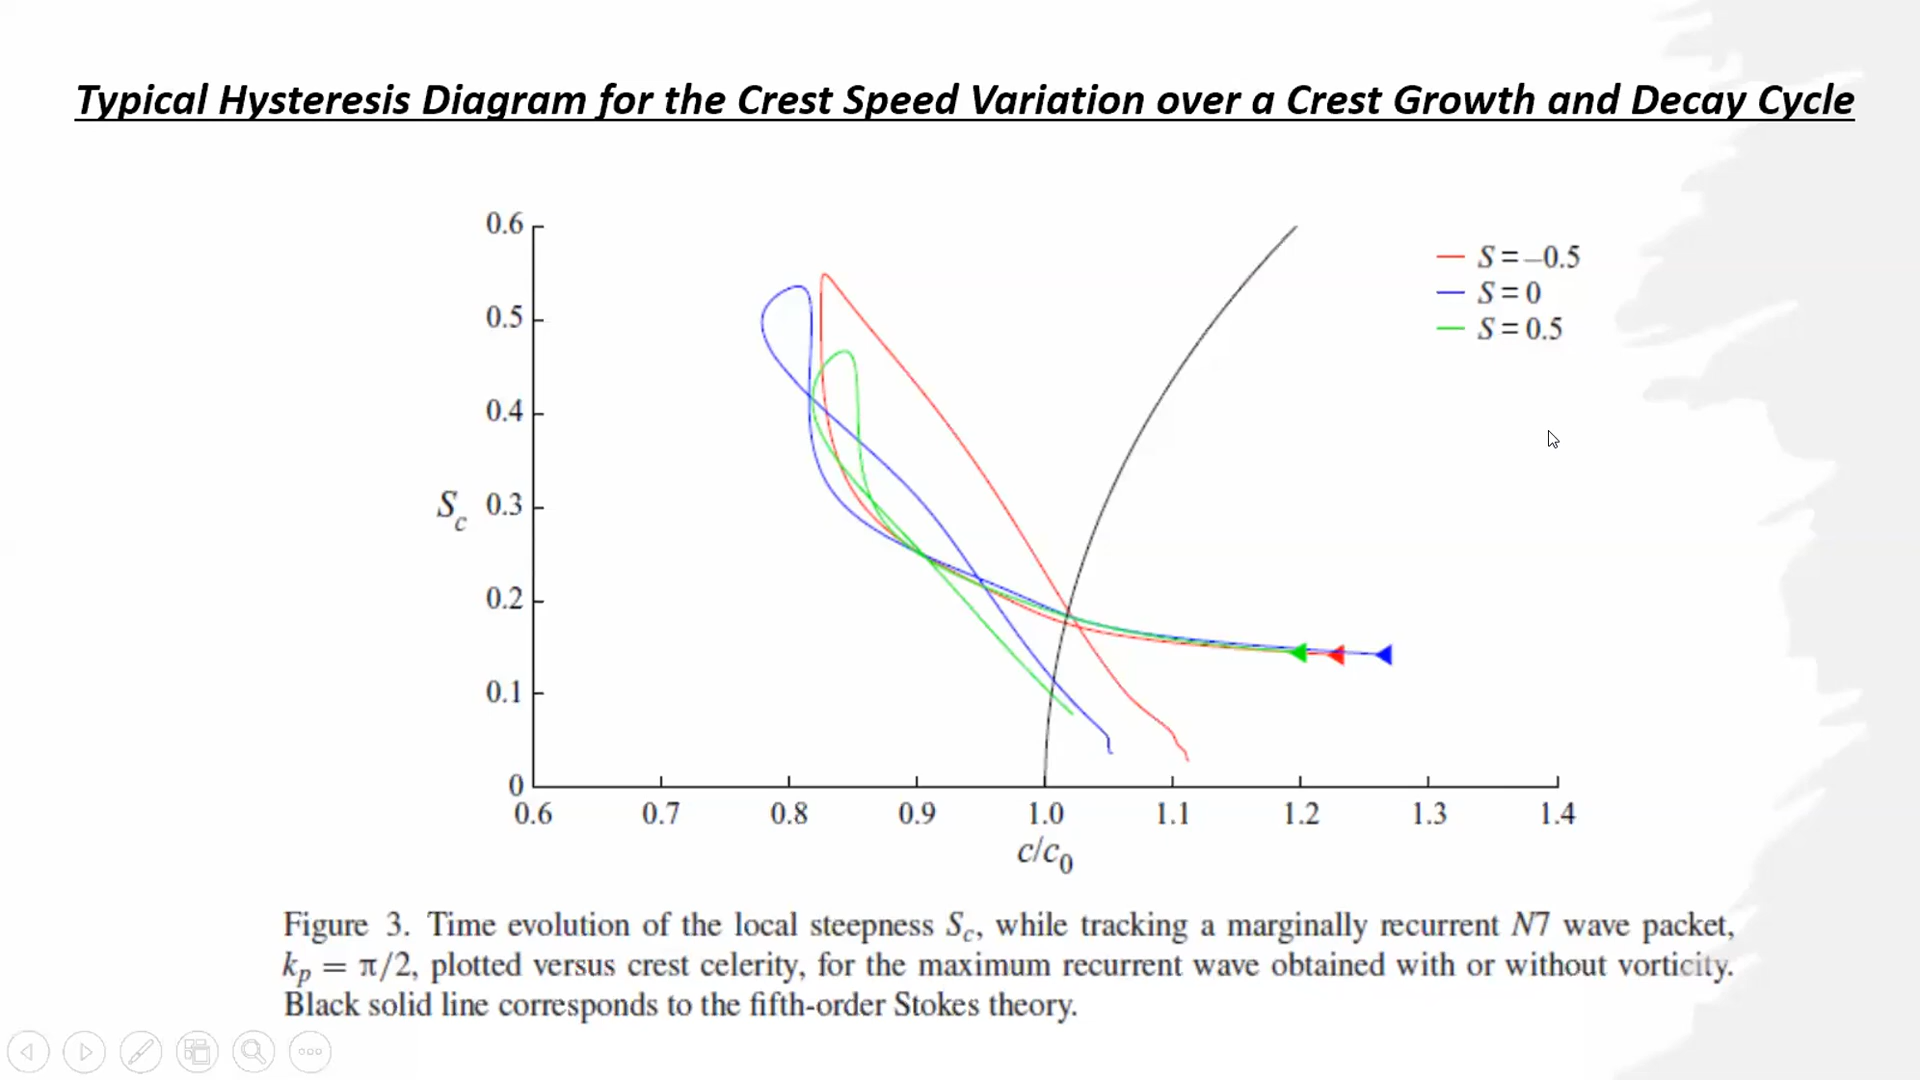 Typical Hysteresis Diagram for the Crest Speed Variation over a Crest Growth and Decay Cycle
0.6
0.5
0.4
0.3
0.2
0.1
0
S_c
S = –0.5
S = 0
S = 0.5
0.6 0.7 0.8 0.9 1.0 1.1 1.2 1.3 1.4
c/c₀
Figure 3. Time evolution of the local steepness S_c, while tracking a marginally recurrent N7 wave packet,
k_p = π/2, plotted versus crest celerity, for the maximum recurrent wave obtained with or without vorticity.
Black solid line corresponds to the fifth-order Stokes theory.